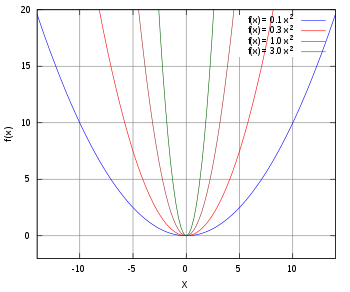 20
f(x) = 0.1 x²
f(x) = 0.3 x²
f(x) = 1.0 x²
f(x) = 3.0 x²
15
f(x)
10
5
0
-10 -5 0 5 10
X